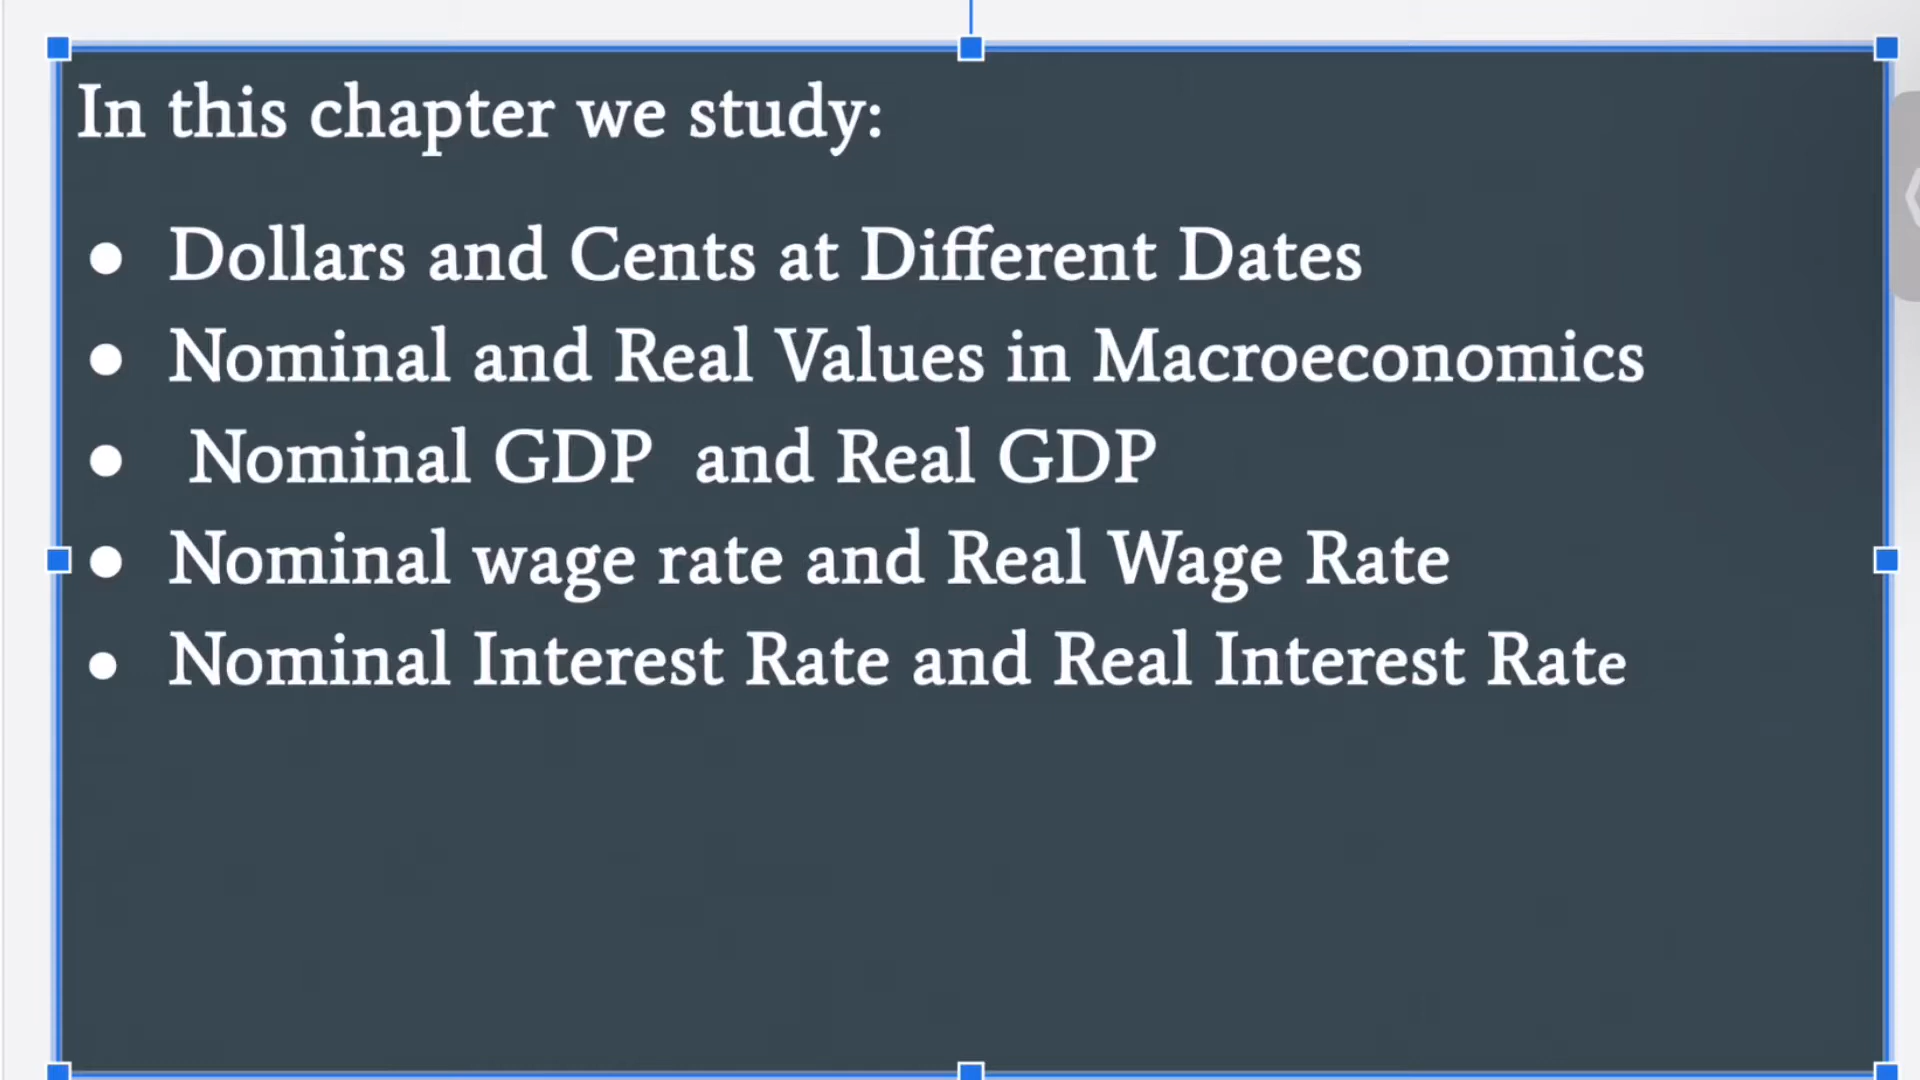 In this chapter we study:
● Dollars and Cents at Different Dates
● Nominal and Real Values in Macroeconomics
● Nominal GDP and Real GDP
● Nominal wage rate and Real Wage Rate
● Nominal Interest Rate and Real Interest Rate